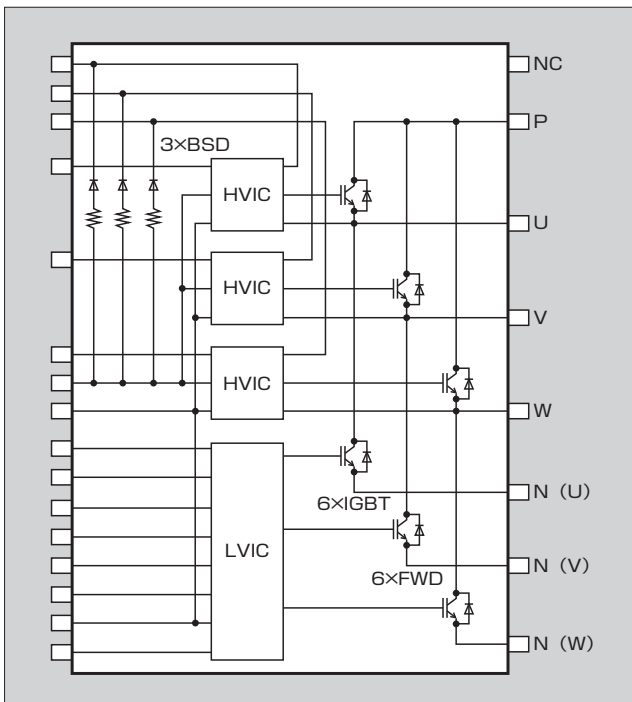 NC
P
3×BSD
HVIC
U
HVIC
V
HVIC
W
6×IGBT
N (U)
LVIC
6×FWD
N (V)
N (W)